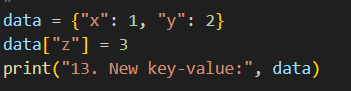 data = {"x": 1, "y": 2}
data["z"] = 3
print("13. New key-value:", data)